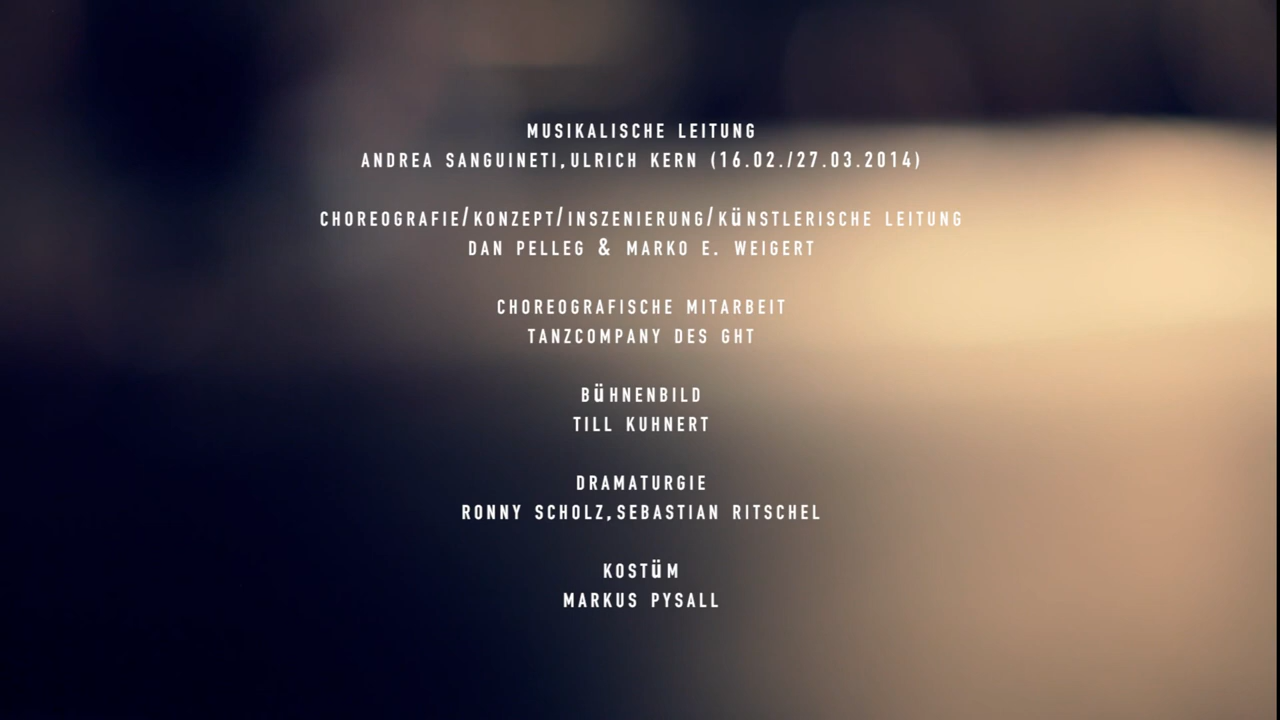 MUSIKALISCHE LEITUNG
ANDREA SANGUINETI,ULRICH KERN (16.02./27.03.2014)
CHOREOGRAFIE/KONZEPT/INSZENIERUNG/KüNSTLERISCHE LEITUNG
DAN PELLEG & MARKO E. WEIGERT
CHOREOGRAFISCHE MITARBEIT
TANZCOMPANY DES GHT
BüHNENBILD
TILL KUHNERT
DRAMATURGIE
RONNY SCHOLZ,SEBASTIAN RITSCHEL
KOSTüM
MARKUS PYSALL